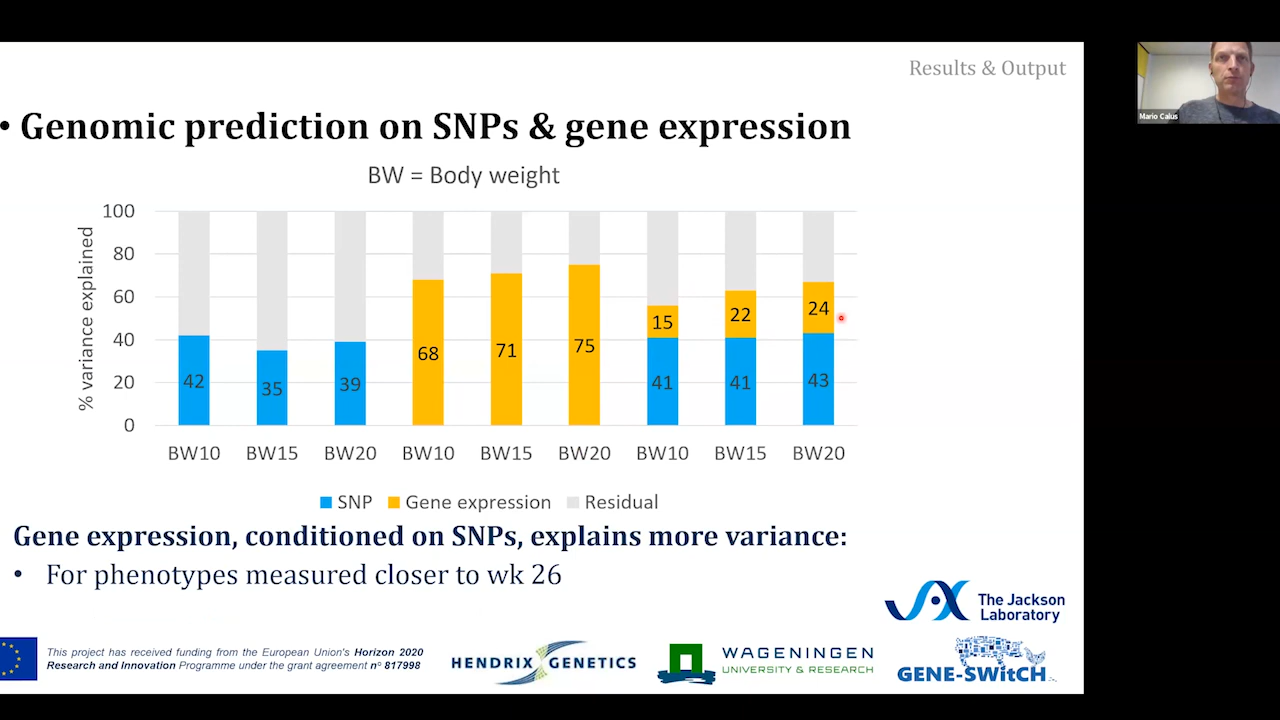 Results & Output
Mario Calus
• Genomic prediction on SNPs & gene expression
BW = Body weight
% variance explained
100
80
60
40
20
0
42
35
39
68
71
75
15
22
24
41
41
43
BW10 BW15 BW20 BW10 BW15 BW20 BW10 BW15 BW20
SNP Gene expression Residual
Gene expression, conditioned on SNPs, explains more variance:
• For phenotypes measured closer to wk 26
The Jackson
Laboratory
This project has received funding from the European Union's Horizon 2020
Research and Innovation Programme under the grant agreement nº 817998
HENDRIX GENETICS
WAGENINGEN
UNIVERSITY & RESEARCH
GENE-SWitCH